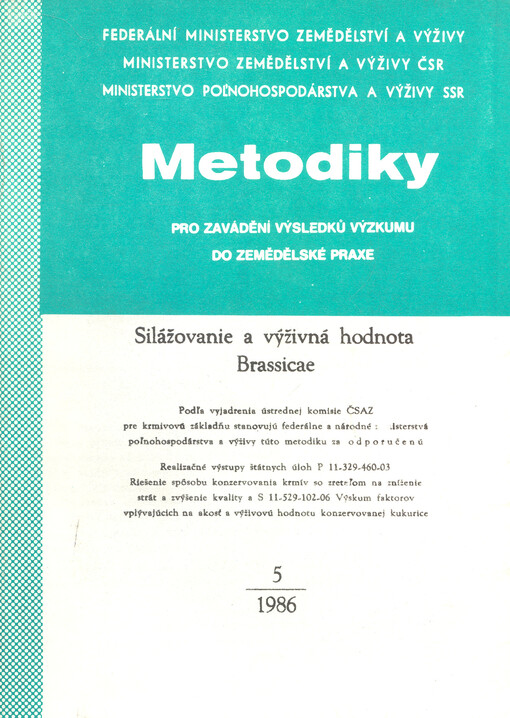 FEDERÁLNÍ MINISTERSTVO ZEMĚDĚLSTVÍ A VÝŽIVY
MINISTERSTVO ZEMĚDĚLSTVÍ A VÝŽIVY ČSR
MINISTERSTVO POĽNOHOSPODÁRSTVA A VÝŽIVY SSR
Metodiky
PRO ZAVÁDĚNÍ VÝSLEDKŮ VÝZKUMU
DO ZEMĚDĚLSKÉ PRAXE
Silážovanie a výživná hodnota
Brassicae
Podľa vyjadrenia ústrednej komisie ČSAZ
pre krmivovú základňu stanovujú federálne a národné
poľnohospodárstva a výživy túto metodiku za odporučenú
Realizačné výstupy štátnych úloh P 11-329-460-03
Riešenie spôsobu konzervovania krmív so zreteľom na zníženie
strát a zvýšenie kvality a S 11-529-102-06 Výskum faktorov
vplývajúcich na akosť a výživovú hodnotu konzervovanej kukurice
5
1986